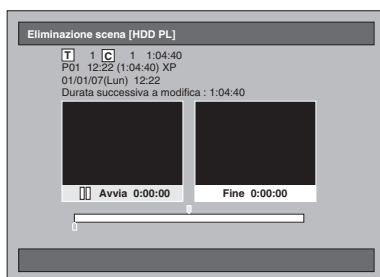 Eliminazione scena [HDD PL]
T 1 C 1 1:04:40
P01 12:22 (1:04:40) XP
01/01/07(Lun) 12:22
Durata successiva a modifica : 1:04:40
Avvia 0:00:00
Fine 0:00:00